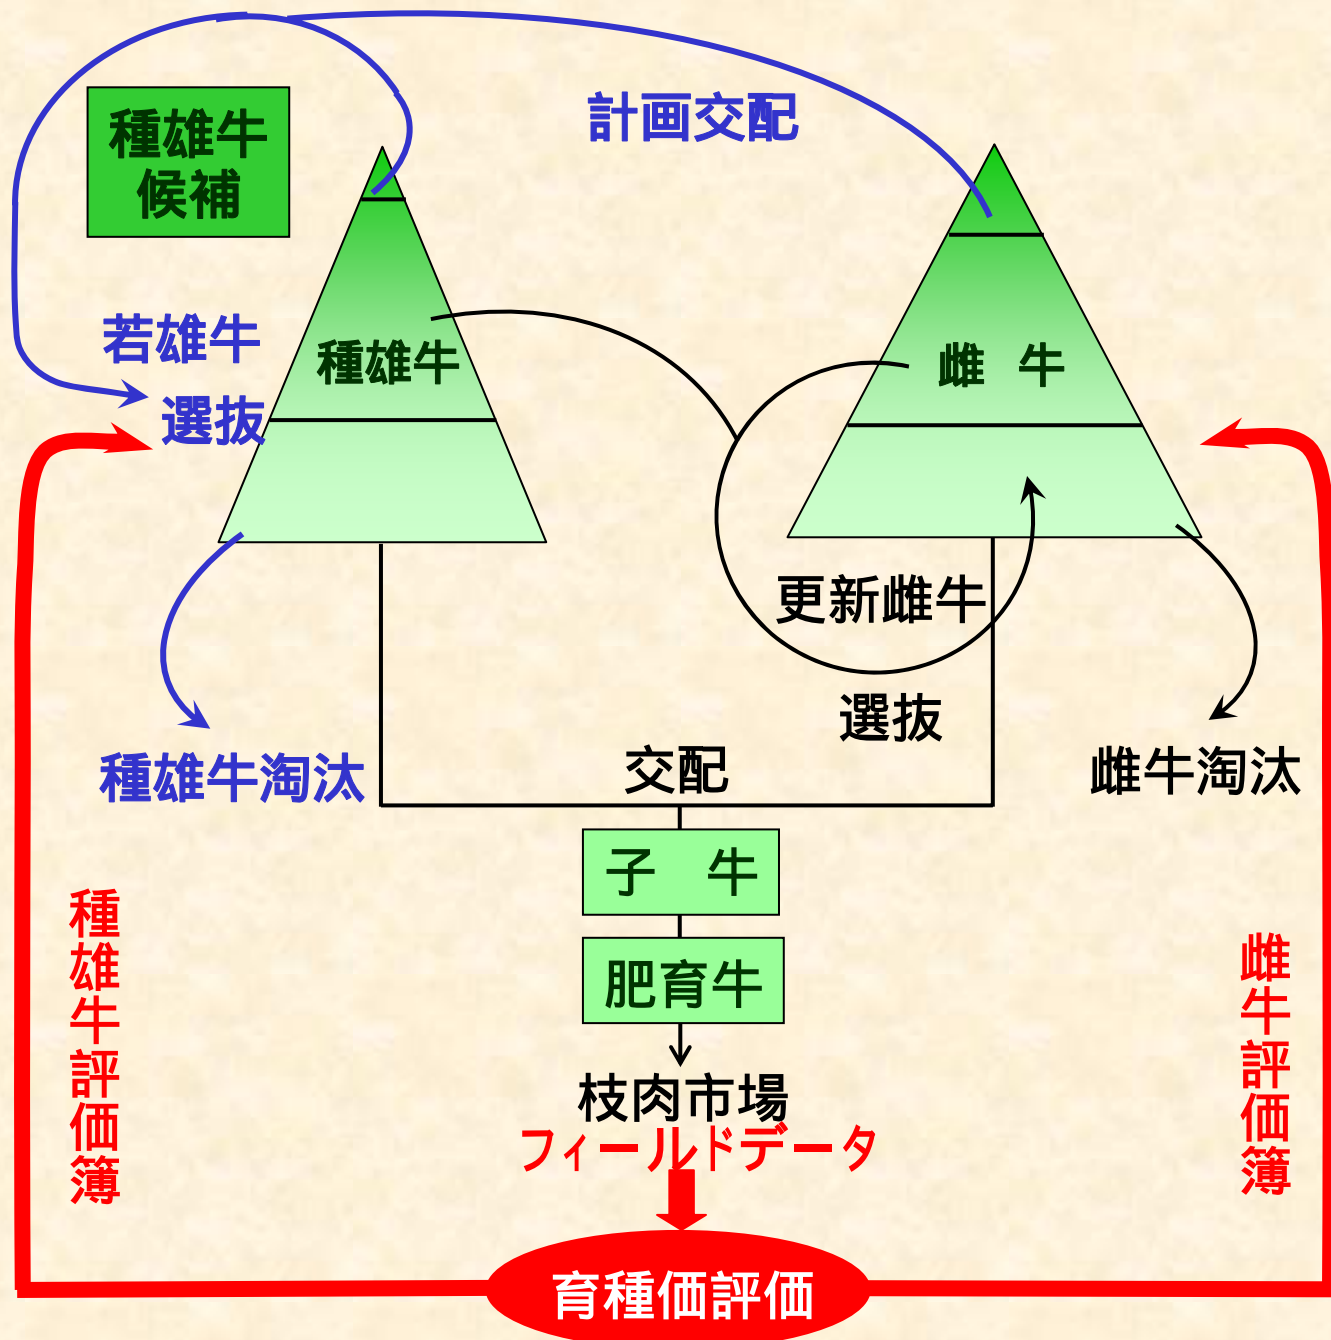 計画交配
種雄牛
候補
若雄牛
選抜
種雄牛
雌 牛
更新雌牛
選抜
種雄牛淘汰
交配
雌牛淘汰
子 牛
肥育牛
枝肉市場
フィールドデータ
種雄牛評価簿
雌牛評価簿
育種価評価